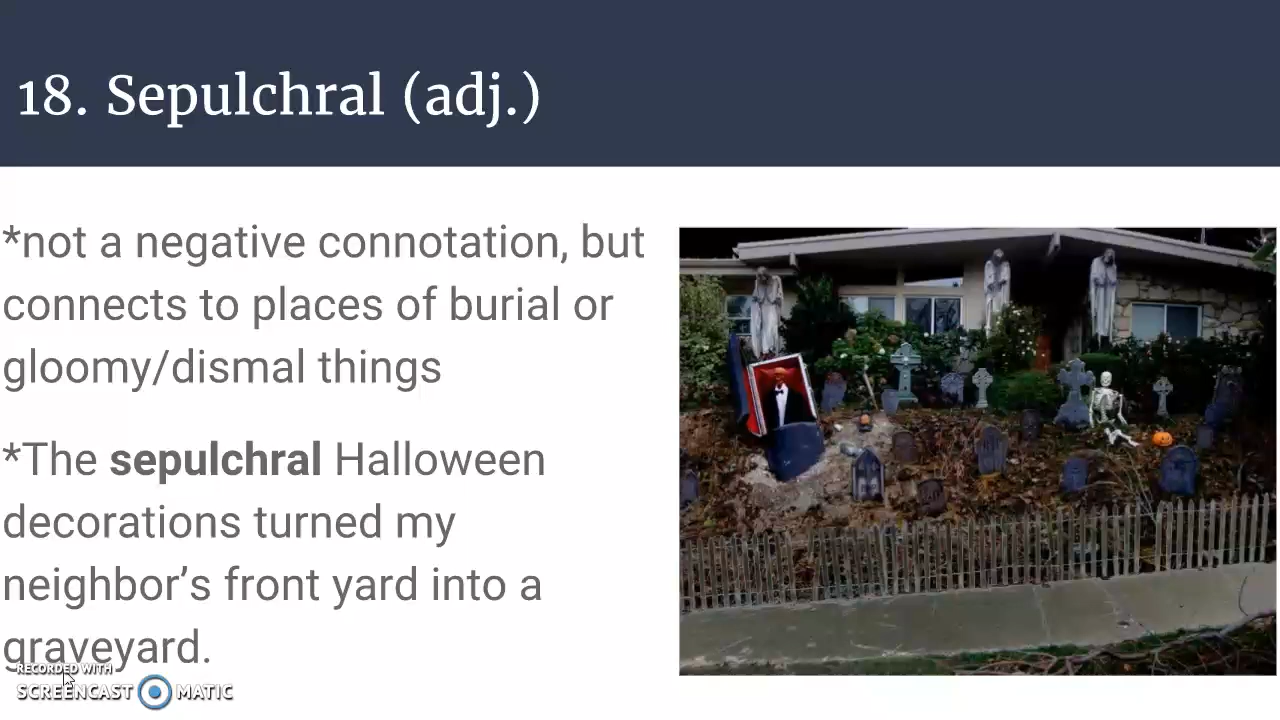 18. Sepulchral (adj.)
*not a negative connotation, but
connects to places of burial or
gloomy/dismal things
*The sepulchral Halloween
decorations turned my
neighbor’s front yard into a
graveyard.
RECORDED WITH
SCREENCAST MATIC